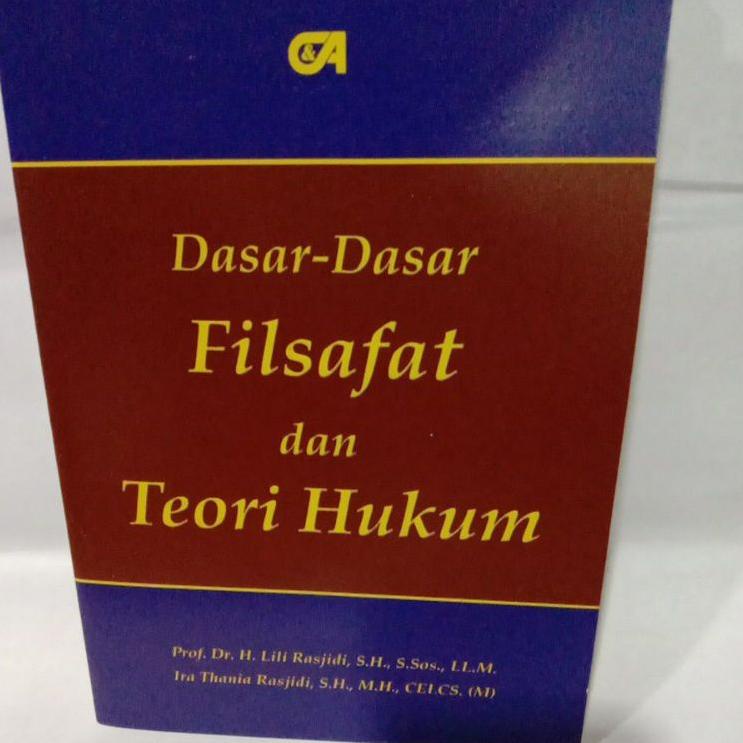 C&A
Dasar-Dasar
Filsafat
dan
Teori Hukum
Prof. Dr. H. Lili Rasjidi, S.H., S.Sos., LL.M.
Ira Thania Rasjidi, S.H., M.H., CELCS. (M)